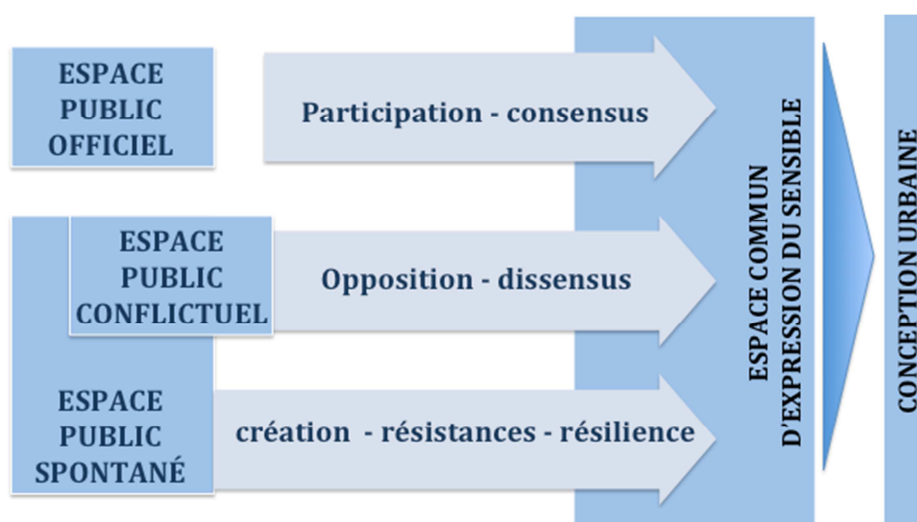 ESPACE
PUBLIC
OFFICIEL
Participation - consensus
ESPACE
PUBLIC
CONFLICTUEL
Opposition - dissensus
ESPACE
PUBLIC
SPONTANÉ
création - résistances - résilience
ESPACE COMMUN
D'EXPRESSION DU SENSIBLE
CONCEPTION URBAINE